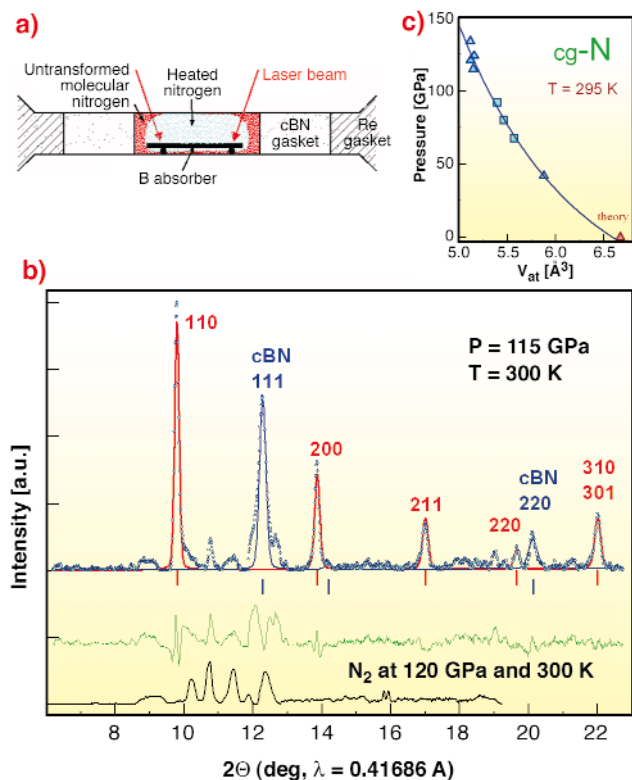 a)
Untransformed
molecular
nitrogen
Heated
nitrogen
Laser beam
cBN
gasket
Re
gasket
B absorber
c)
cg-N
T = 295 K
theory
Pressure [GPa]
150
100
50
0
5.0 5.5 6.0 6.5
V_at [Å³]
b)
110
cBN
111
200
211
220
cBN
220
310
301
P = 115 GPa
T = 300 K
Intensity [a.u.]
N₂ at 120 GPa and 300 K
8 10 12 14 16 18 20 22
2Θ (deg, λ = 0.41686 A)